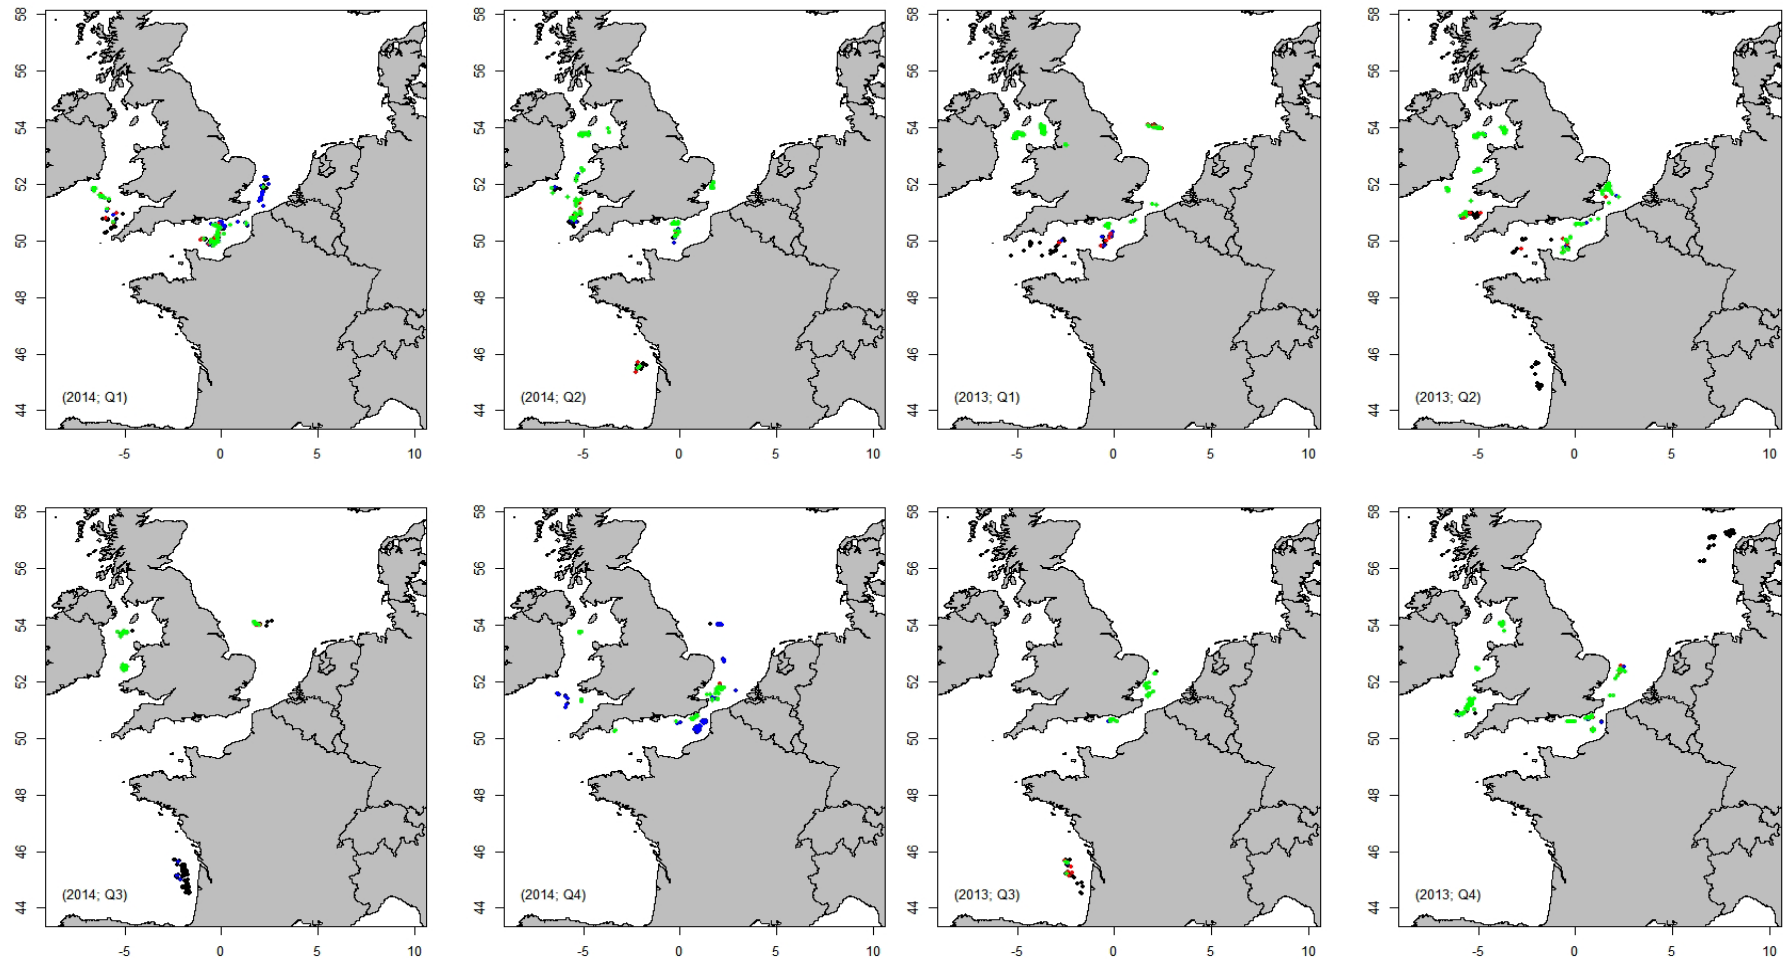 58 56 54 52 50 48 46 44
(2014; Q1)
-5 0 5 10
58 56 54 52 50 48 46 44
(2014; Q2)
-5 0 5 10
58 56 54 52 50 48 46 44
(2013; Q1)
-5 0 5 10
58 56 54 52 50 48 46 44
(2013; Q2)
-5 0 5 10
58 56 54 52 50 48 46 44
(2014; Q3)
-5 0 5 10
58 56 54 52 50 48 46 44
(2014; Q4)
-5 0 5 10
58 56 54 52 50 48 46 44
(2013; Q3)
-5 0 5 10
58 56 54 52 50 48 46 44
(2013; Q4)
-5 0 5 10